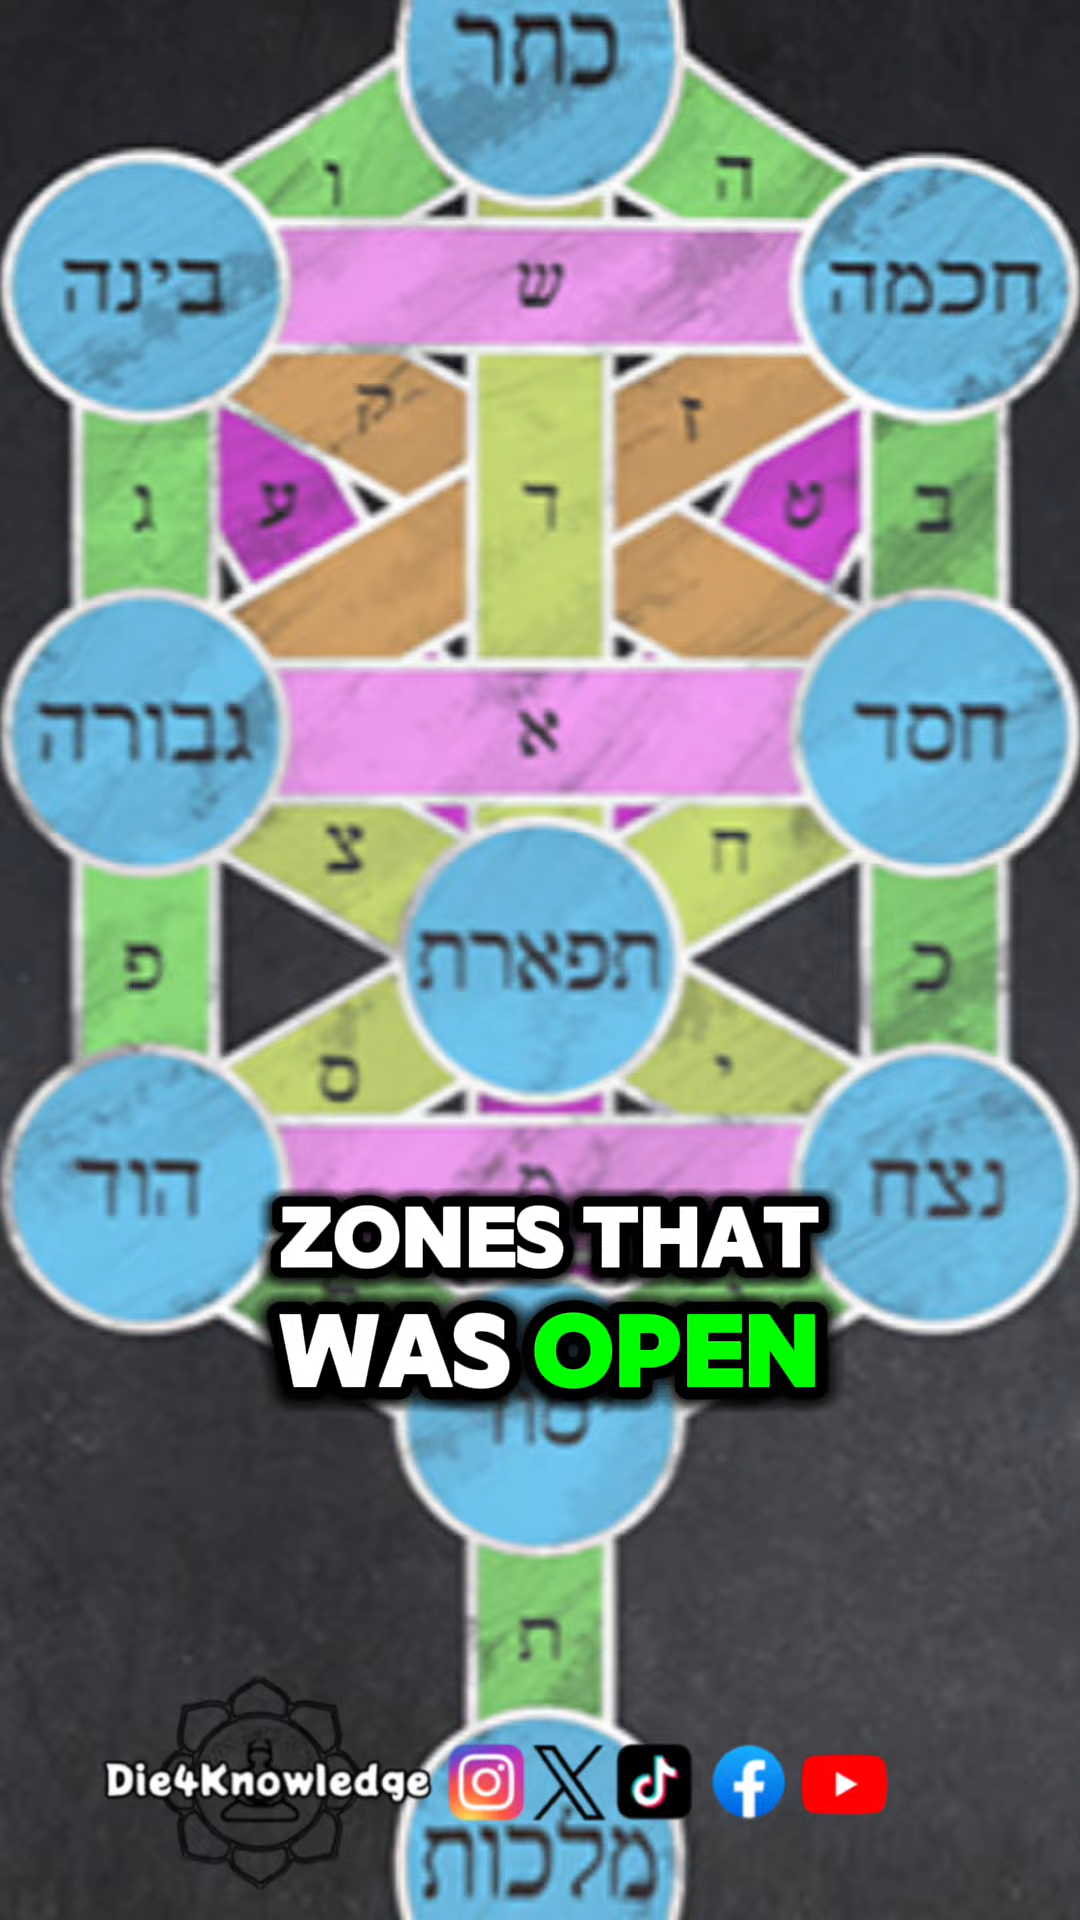 כתר
ה
ו
חכמה
ש
בינה
ז
ק
ב
ט
ד
ע
ג
חסד
א
גבורה
ח
צ
כ
תפארת
פ
י
ס
נצח
מ
הוד
ZONES THAT
WAS OPEN
ת
Die4Knowledge
מלכות